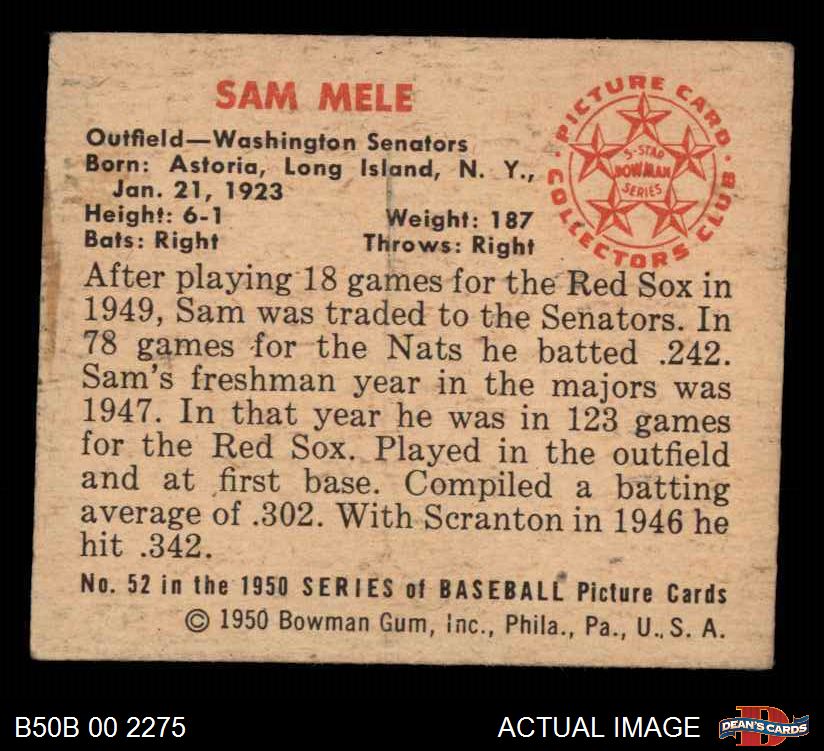 SAM MELE
Outfield—Washington Senators
Born: Astoria, Long Island, N. Y.,
Jan. 21, 1923
Height: 6-1 Weight: 187
Bats: Right Throws: Right
PICTURE CARD
COLLECTORS CLUB
5-STAR
BOWMAN
SERIES
After playing 18 games for the Red Sox in
1949, Sam was traded to the Senators. In
78 games for the Nats he batted .242.
Sam's freshman year in the majors was
1947. In that year he was in 123 games
for the Red Sox. Played in the outfield
and at first base. Compiled a batting
average of .302. With Scranton in 1946 he
hit .342.
No. 52 in the 1950 SERIES of BASEBALL Picture Cards
© 1950 Bowman Gum, Inc., Phila., Pa., U. S. A.
B50B 00 2275
ACTUAL IMAGE
DEAN'S CARDS